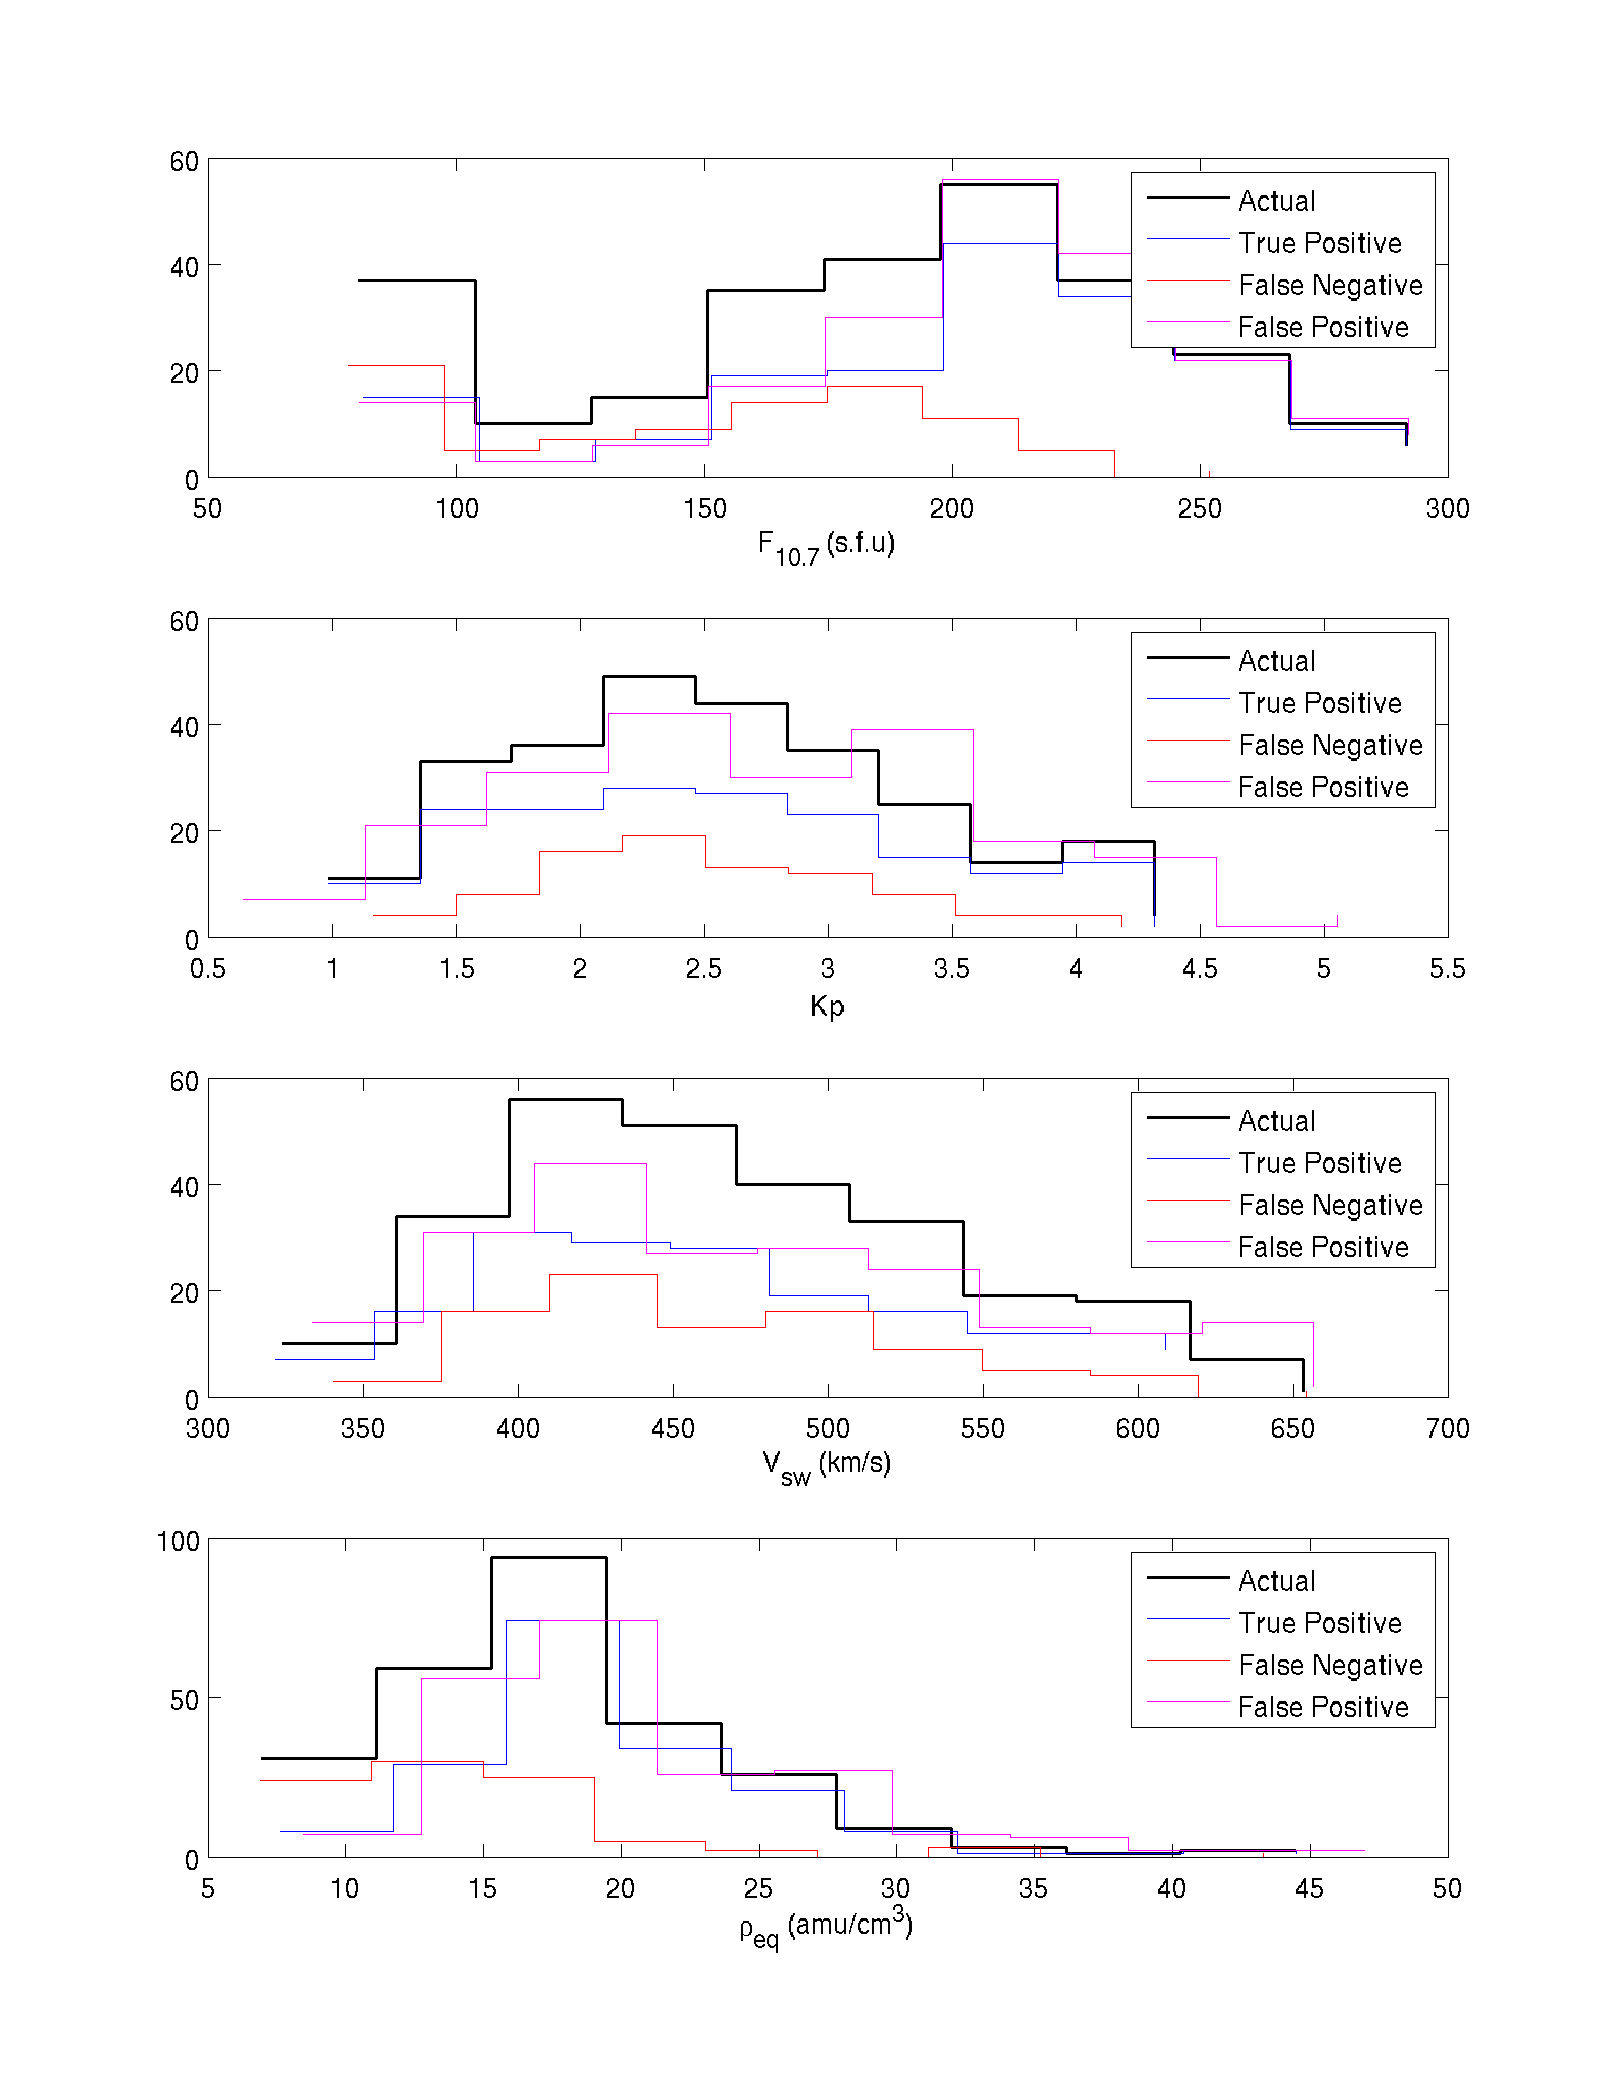 60
40
20
0
50 100 150 200 250 300
F10.7 (s.f.u)
Actual
True Positive
False Negative
False Positive
60
40
20
0
0.5 1 1.5 2 2.5 3 3.5 4 4.5 5 5.5
Kp
Actual
True Positive
False Negative
False Positive
60
40
20
0
300 350 400 450 500 550 600 650 700
Vsw (km/s)
Actual
True Positive
False Negative
False Positive
100
50
0
5 10 15 20 25 30 35 40 45 50
ρeq (amu/cm³)
Actual
True Positive
False Negative
False Positive